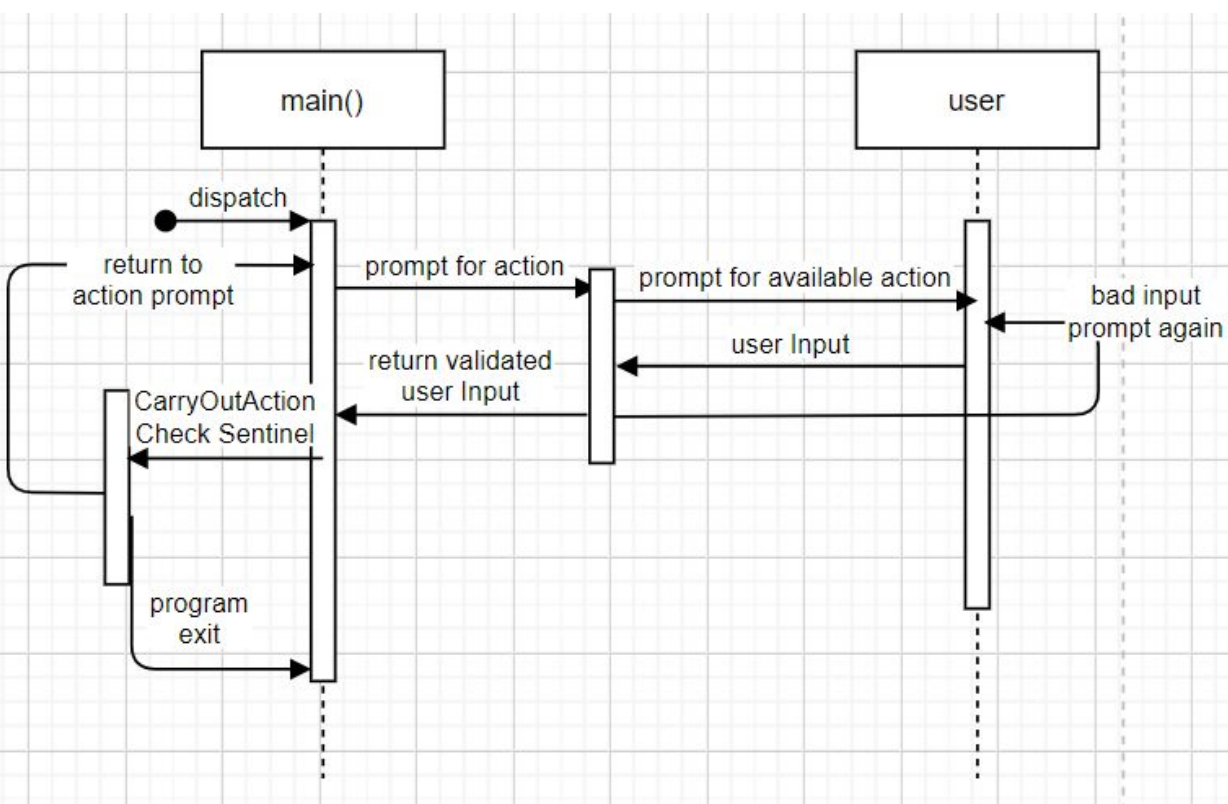 main()
user
dispatch
return to
action prompt
prompt for action
prompt for available action
bad input
prompt again
user Input
return validated
user Input
CarryOutAction
Check Sentinel
program
exit